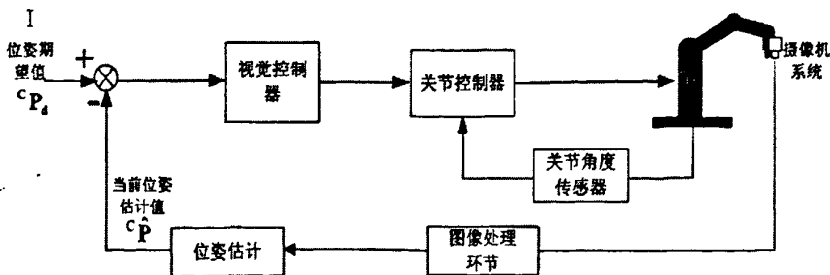 I
位姿期
望值
C P d
+
−
视觉控制
器
关节控制器
摄像机
系统
关节角度
传感器
当前位姿
估计值
C P̂
位姿估计
图像处理
环节